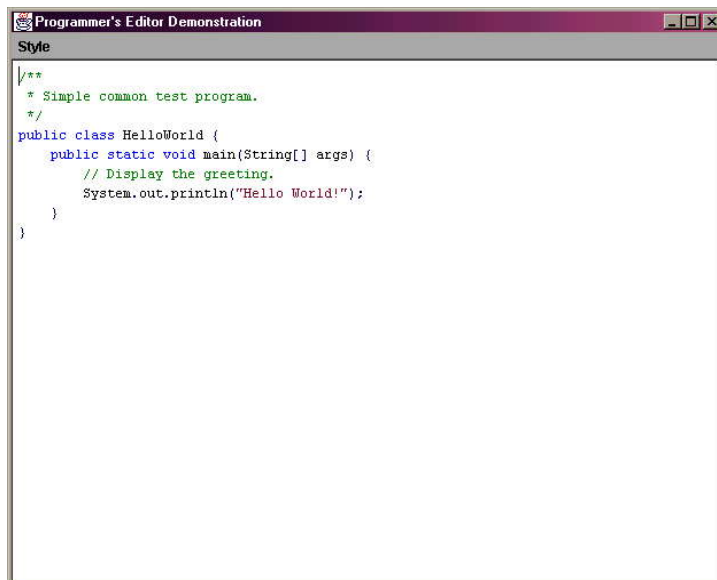 Programmer's Editor Demonstration
Style
/**
 * Simple common test program.
 */
public class HelloWorld {
    public static void main(String[] args) {
        // Display the greeting.
        System.out.println("Hello World!");
    }
}